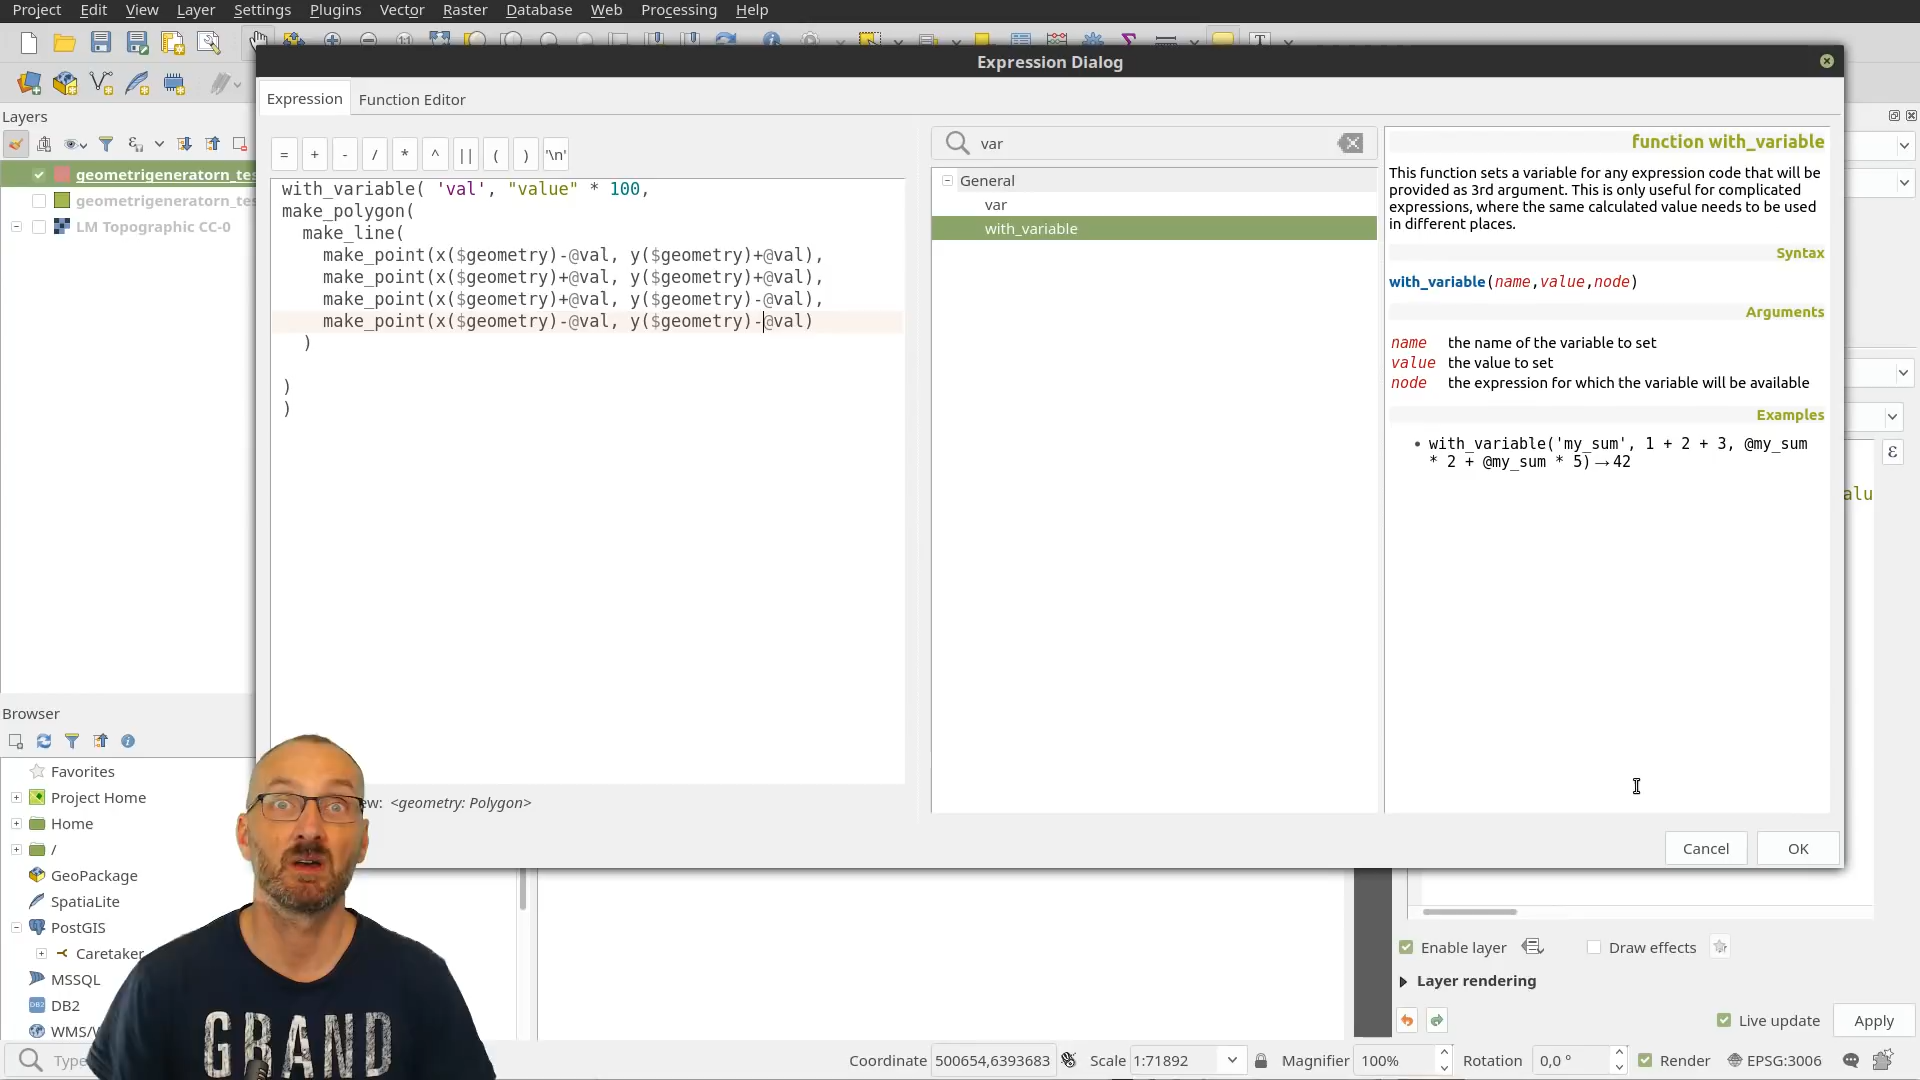 Project Edit View Layer Settings Plugins Vector Raster Database Web Processing Help
Expression Dialog
Expression Function Editor
Layers
= + - / * ^ || ( ) '\n'
var
function with_variable
geometrigeneratorn_tes
geometrigeneratorn_tes
LM Topographic CC-0
with_variable( 'val', "value" * 100,
make_polygon(
make_line(
make_point(x($geometry)-@val, y($geometry)+@val),
make_point(x($geometry)+@val, y($geometry)+@val),
make_point(x($geometry)+@val, y($geometry)-@val),
make_point(x($geometry)-@val, y($geometry)-@val)
)
)
)
General
var
with_variable
This function sets a variable for any expression code that will be
provided as 3rd argument. This is only useful for complicated
expressions, where the same calculated value needs to be used
in different places.
Syntax
with_variable(name,value,node)
Arguments
name the name of the variable to set
value the value to set
node the expression for which the variable will be available
Examples
• with_variable('my_sum', 1 + 2 + 3, @my_sum
* 2 + @my_sum * 5) → 42
ε
alu
ew: <geometry: Polygon>
Cancel OK
Browser
Favorites
Project Home
Home
/
GeoPackage
SpatiaLite
PostGIS
Caretaker
MSSQL
DB2
WMS/
GRAND
Enable layer Draw effects
Layer rendering
Live update Apply
Type
Coordinate 500654,6393683 Scale 1:71892 Magnifier 100% Rotation 0,0 ° Render EPSG:3006